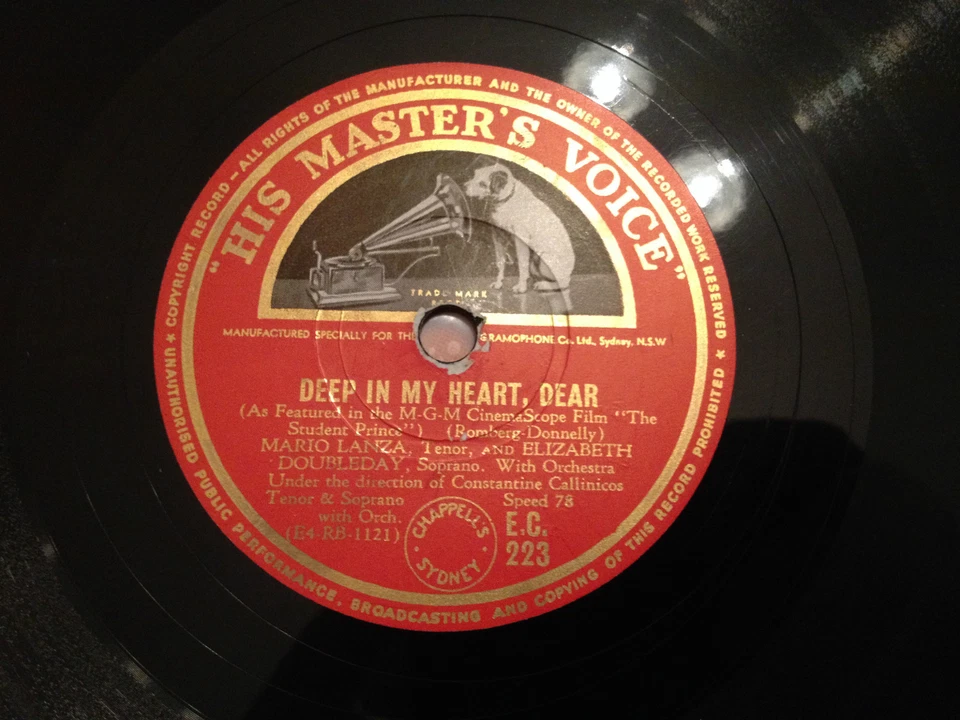 COPYRIGHT RECORD — ALL RIGHTS OF THE MANUFACTURER AND THE OWNER OF THE RECORDED WORK RESERVED ★
UNAUTHORISED PUBLIC PERFORMANCE, BROADCASTING AND COPYING OF THIS RECORD PROHIBITED ★
"HIS MASTER'S VOICE"
TRADE MARK
MANUFACTURED SPECIALLY FOR THE GRAMOPHONE Co. Ltd., Sydney, N.S.W
DEEP IN MY HEART, DEAR
(As Featured in the M-G-M CinemaScope Film "The
Student Prince") (Romberg-Donnelly)
MARIO LANZA, Tenor, AND ELIZABETH
DOUBLEDAY, Soprano. With Orchestra
Under the direction of Constantine Callinicos
Tenor & Soprano Speed 78
with Orch. E.C.
(E4-RB-1121) 223
CHAPPELL'S
SYDNEY